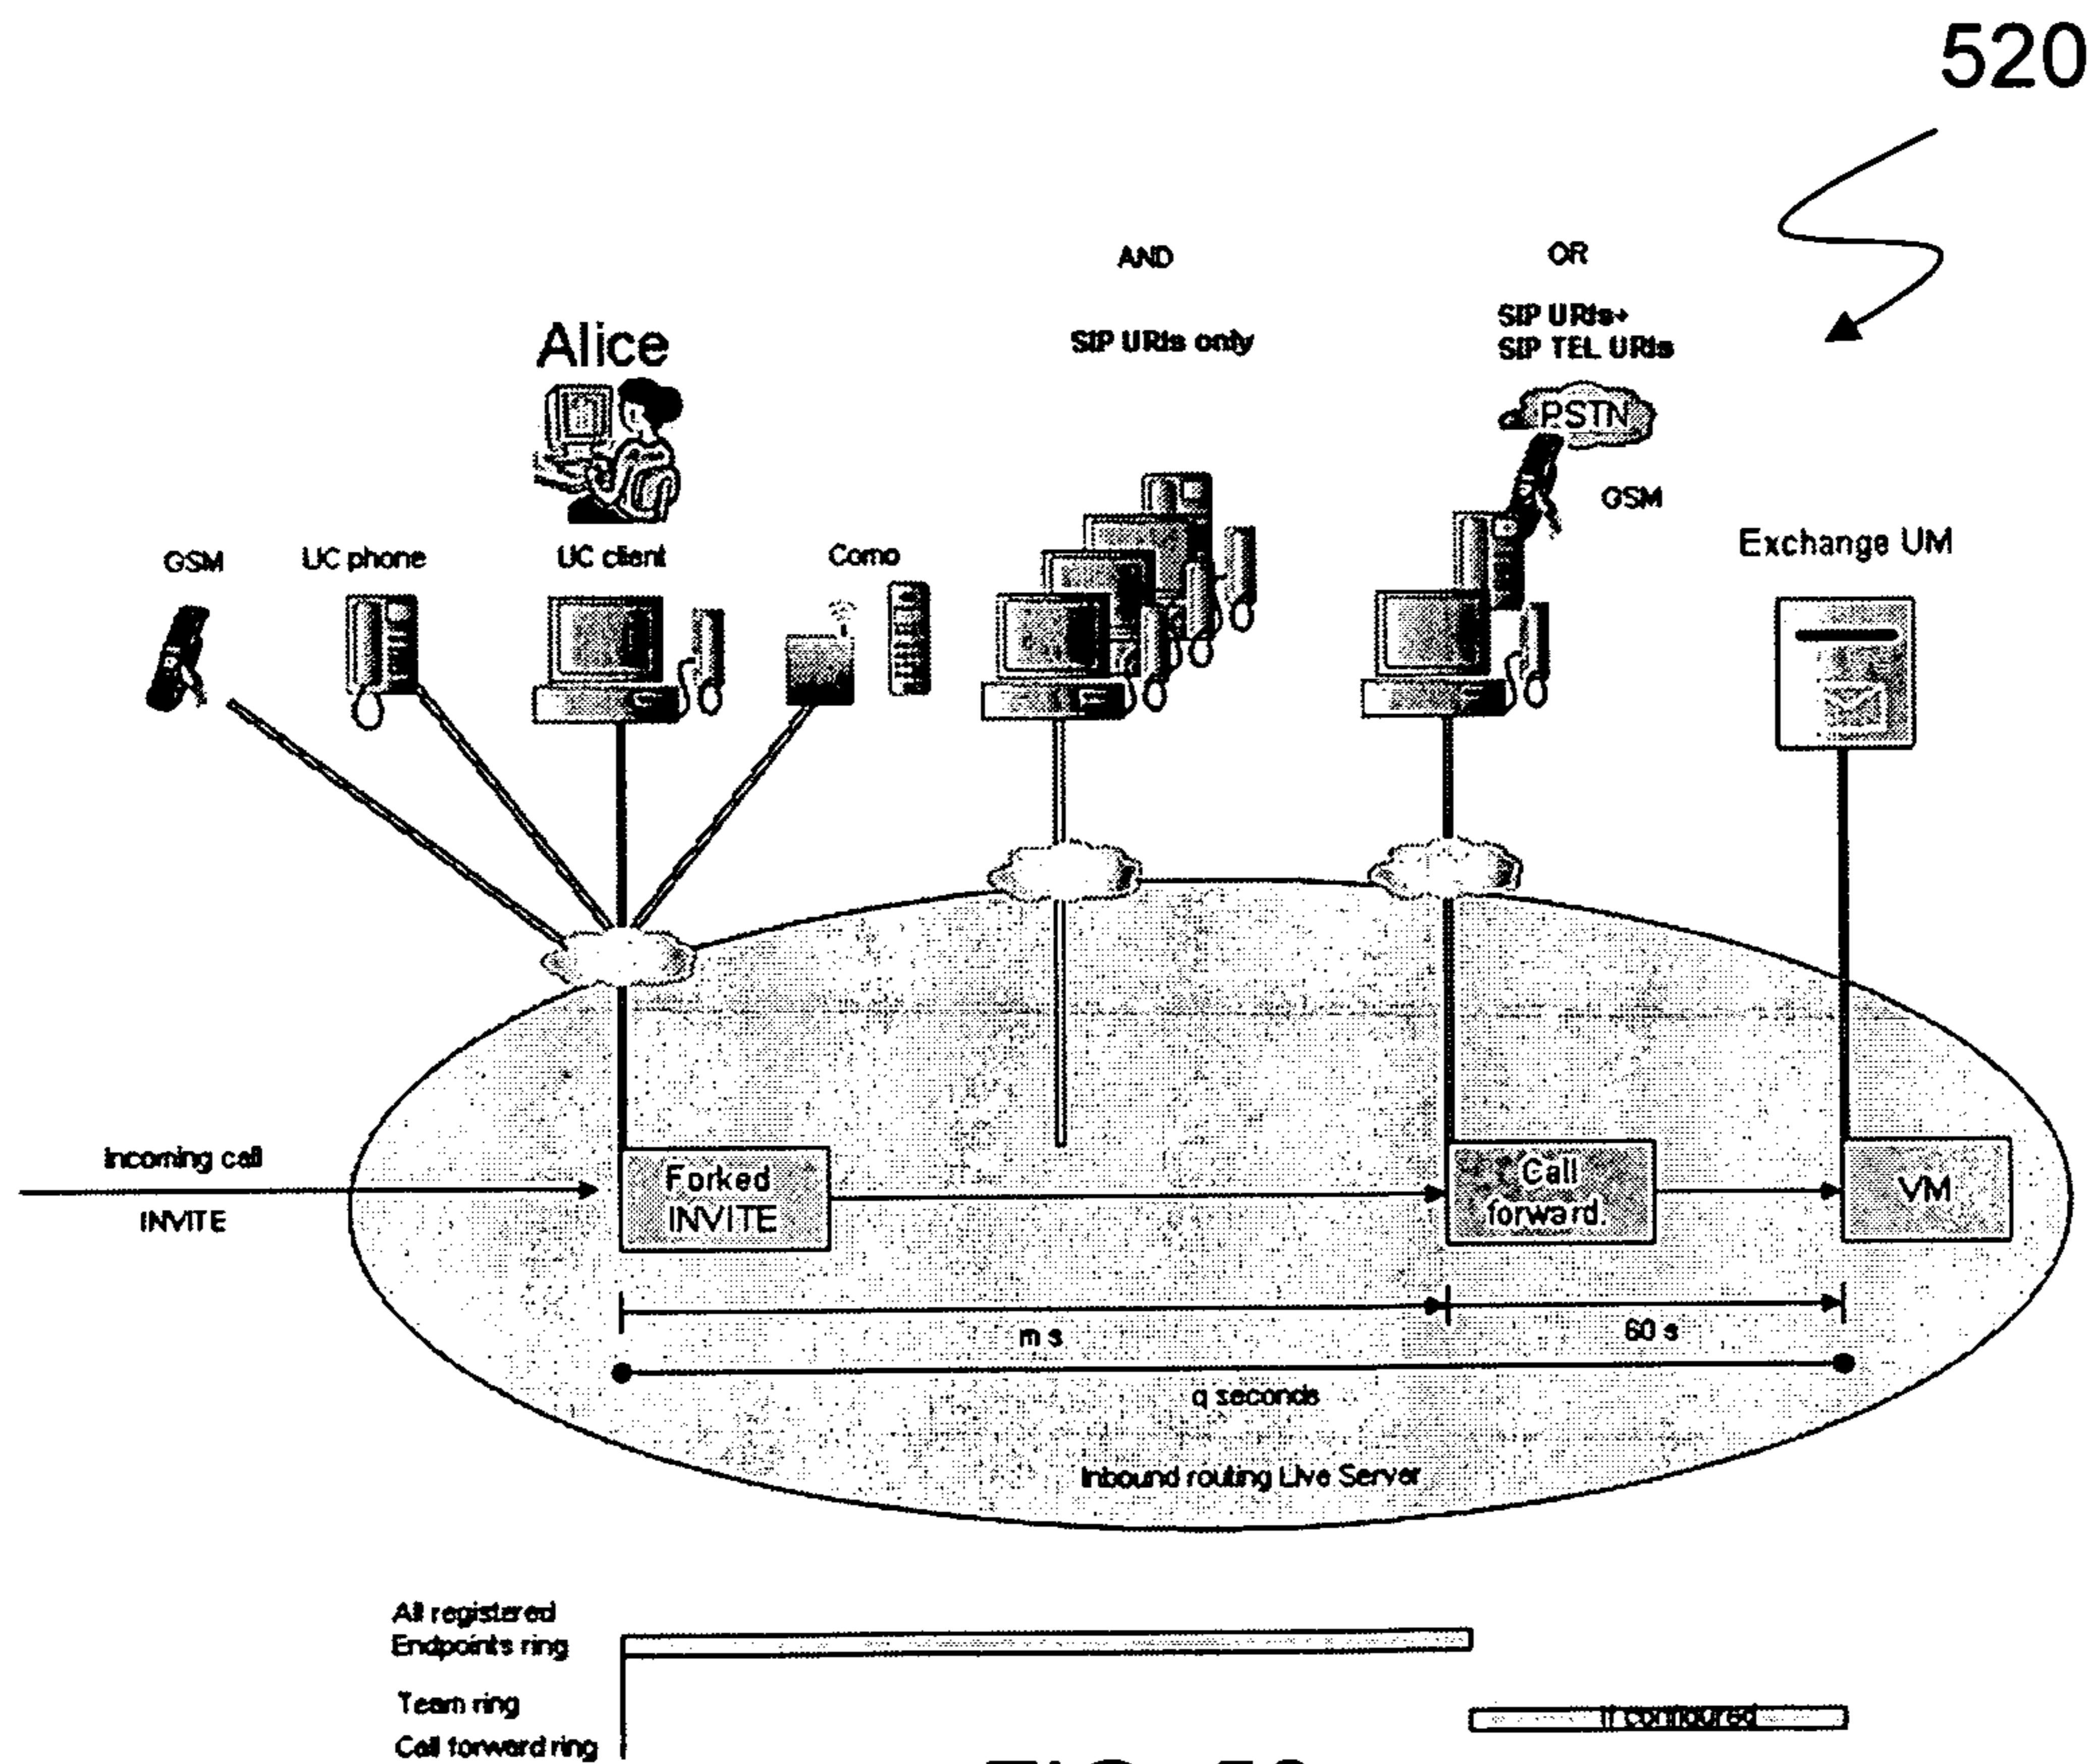 520
AND
OR
SIP URIs only
SIP URIs+
SIP TEL URIs
Alice
PSTN
GSM
Exchange UM
GSM
UC phone
UC client
Como
Incoming call
INVITE
Forked
INVITE
Call
forward.
VM
m s
60 s
q seconds
Inbound routing Live Server
All registered
Endpoints ring
Team ring
If configured
Call forward ring